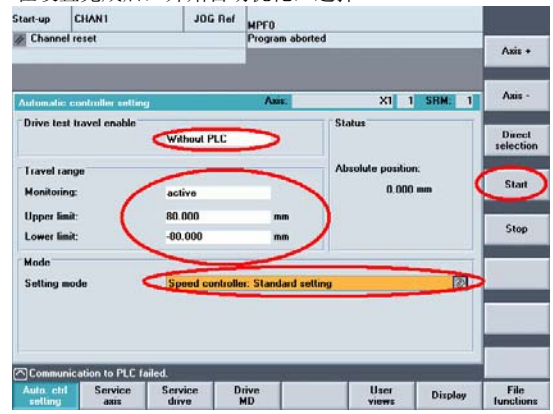 Start-up CHAN1 JOG Ref MPF0
Channel reset Program aborted
Axis +
Automatic controller setting Axis: X1 1 SRM: 1
Axis -
Drive test travel enable
Without PLC
Status
Direct selection
Travel range
Absolute position:
0.000 mm
Monitoring: active
Start
Upper limit: 80.000 mm
Lower limit: -80.000 mm
Stop
Mode
Setting mode Speed controller: Standard setting
Communication to PLC failed.
Auto. ctrl setting
Service axis
Service drive
Drive MD
User views
Display
File functions